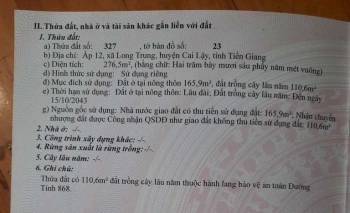 II. Thửa đất, nhà ở và tài sản khác gắn liền với đất
1. Thửa đất:
a) Thửa đất số: 327 , tờ bản đồ số: 23
b) Địa chỉ: Ấp 12, xã Long Trung, huyện Cai Lậy, tỉnh Tiền Giang
c) Diện tích: 276,5m², (bằng chữ: Hai trăm bảy mươi sáu phẩy năm mét vuông)
d) Hình thức sử dụng: Sử dụng riêng
đ) Mục đích sử dụng: Đất ở tại nông thôn 165,9m², đất trồng cây lâu năm 110,6m²
e) Thời hạn sử dụng: Đất ở tại nông thôn: Lâu dài; Đất trồng cây lâu năm: Đến ngày
15/10/2043
g) Nguồn gốc sử dụng: Nhà nước giao đất có thu tiền sử dụng đất: 165,9m²; Nhận chuyển
nhượng đất được Công nhận QSDĐ như giao đất không thu tiền sử dụng đất: 110,6m²
2. Nhà ở: -/-.
3. Công trình xây dựng khác: -/-.
4. Rừng sản xuất là rừng trồng: -/-.
5. Cây lâu năm: -/-.
6. Ghi chú:
Thửa đất có 110,6m² đất trồng cây lâu năm thuộc hành lang bảo vệ an toàn Đường
Tỉnh 868.